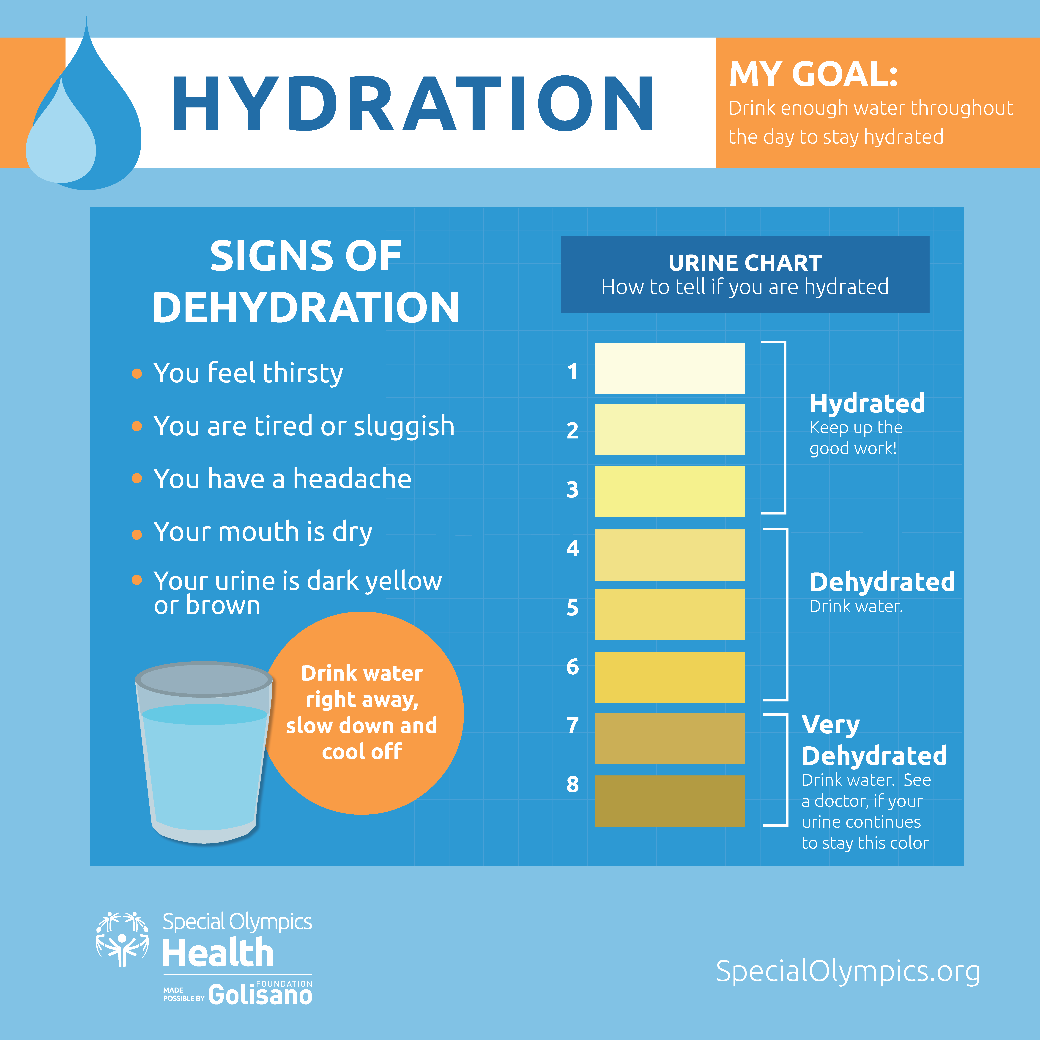 HYDRATION
MY GOAL:
Drink enough water throughout
the day to stay hydrated
SIGNS OF
DEHYDRATION
You feel thirsty
You are tired or sluggish
You have a headache
Your mouth is dry
Your urine is dark yellow
or brown
Drink water
right away,
slow down and
cool off
URINE CHART
How to tell if you are hydrated
1
2
3
Hydrated
Keep up the
good work!
4
5
6
Dehydrated
Drink water.
7
8
Very
Dehydrated
Drink water. See
a doctor, if your
urine continues
to stay this color
Special Olympics
Health
MADE
POSSIBLE BY
FOUNDATION
Golisano
SpecialOlympics.org